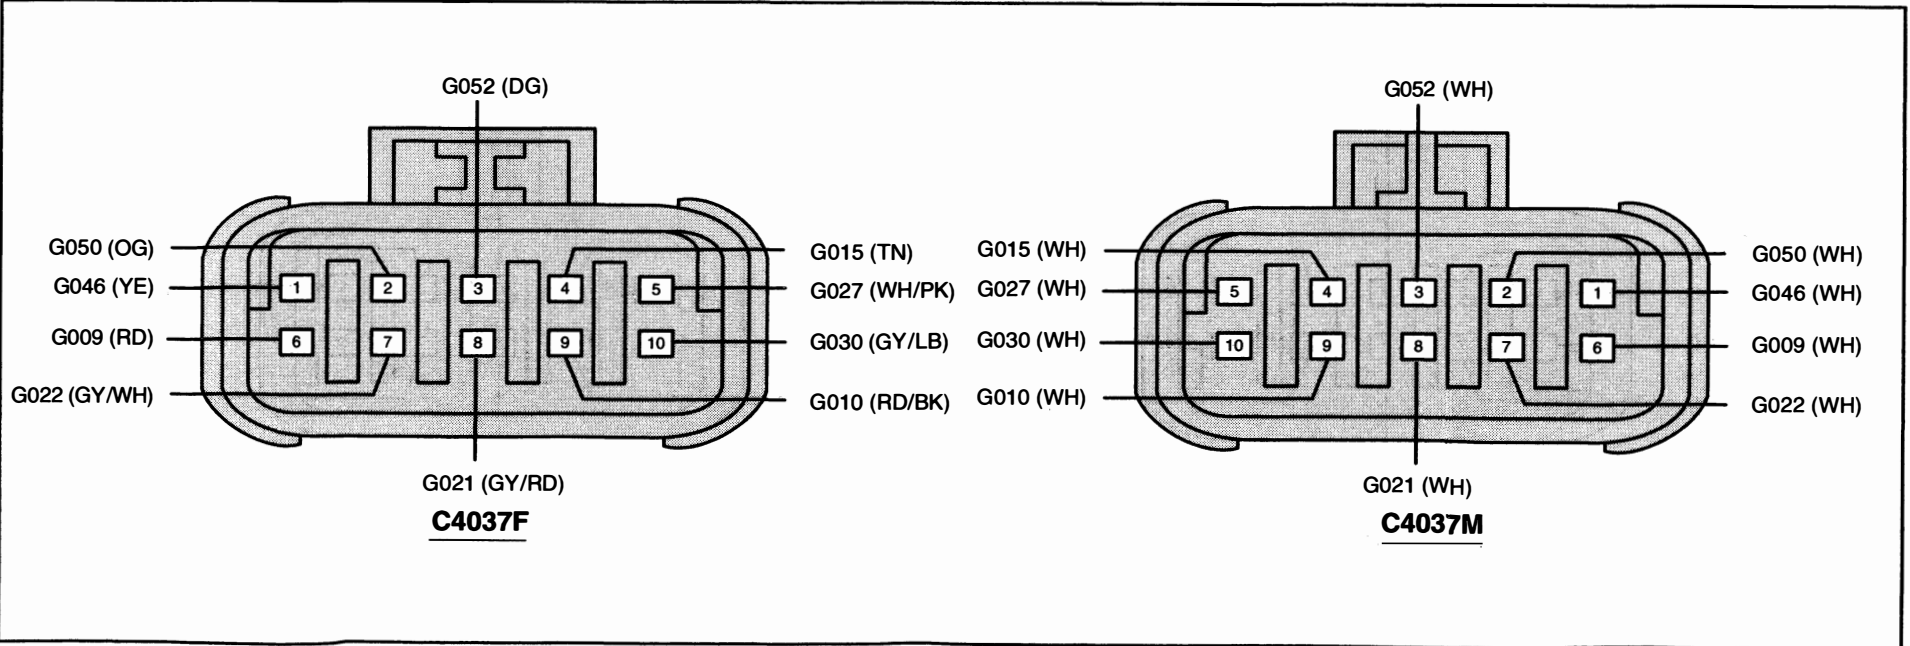 G052 (DG)
G050 (OG)
G046 (YE)
G009 (RD)
G022 (GY/WH)
1
2
3
4
5
6
7
8
9
10
G015 (TN)
G027 (WH/PK)
G030 (GY/LB)
G010 (RD/BK)
G021 (GY/RD)
C4037F
G052 (WH)
G015 (WH)
G027 (WH)
G030 (WH)
G010 (WH)
5
4
3
2
1
10
9
8
7
6
G050 (WH)
G046 (WH)
G009 (WH)
G022 (WH)
G021 (WH)
C4037M